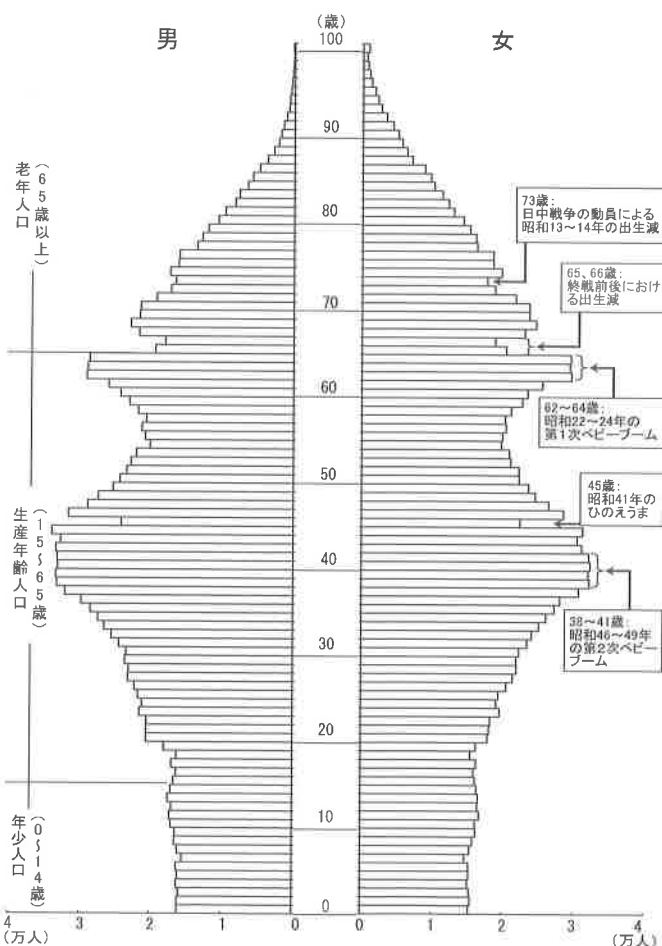 (歳)
男
女
100
90
80
70
60
50
40
30
20
10
0
老年人口
(65歳以上)
生産年齢人口
(15~65歳)
年少人口
(0~14歳)
73歳:
日中戦争の動員による
昭和13~14年の出生減
65、66歳:
終戦前後におけ
る出生減
62~64歳:
昭和22~24年の
第1次ベビーブーム
45歳:
昭和41年の
ひのえうま
38~41歳:
昭和46~49年
の第2次ベビー
ブーム
4 3 2 1 0 0 1 2 3 4
(万人) (万人)